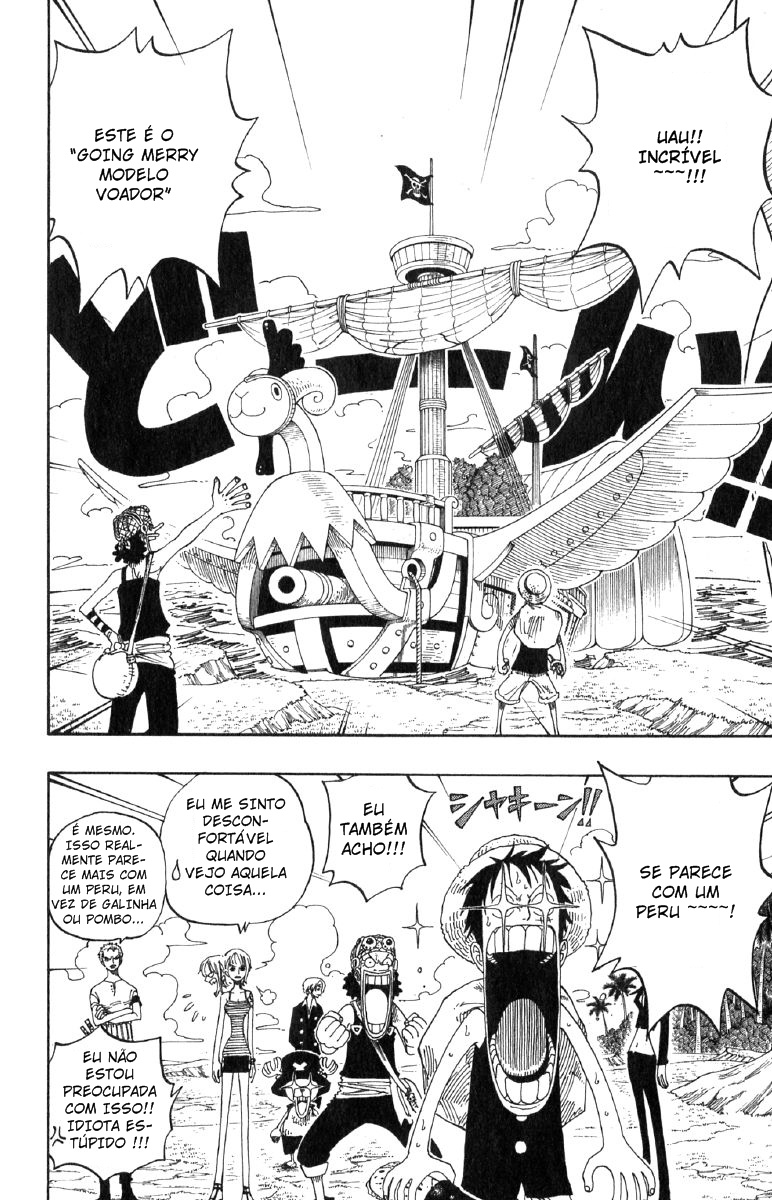 UAU!!
INCRÍVEL
~~~!!!
ESTE É O
"GOING MERRY
MODELO
VOADOR"
SE PARECE
COM UM
PERU ~~~~!
シャキーン!!
EU
TAMBÉM
ACHO!!!
EU ME SINTO
DESCON-
FORTÁVEL
QUANDO
VEJO AQUELA
COISA...
É MESMO.
ISSO REAL-
MENTE PARE-
CE MAIS COM
UM PERU, EM
VEZ DE GALINHA
OU POMBO...
EU NÃO
ESTOU
PREOCUPADA
COM ISSO!!
IDIOTA ES-
TÚPIDO !!!